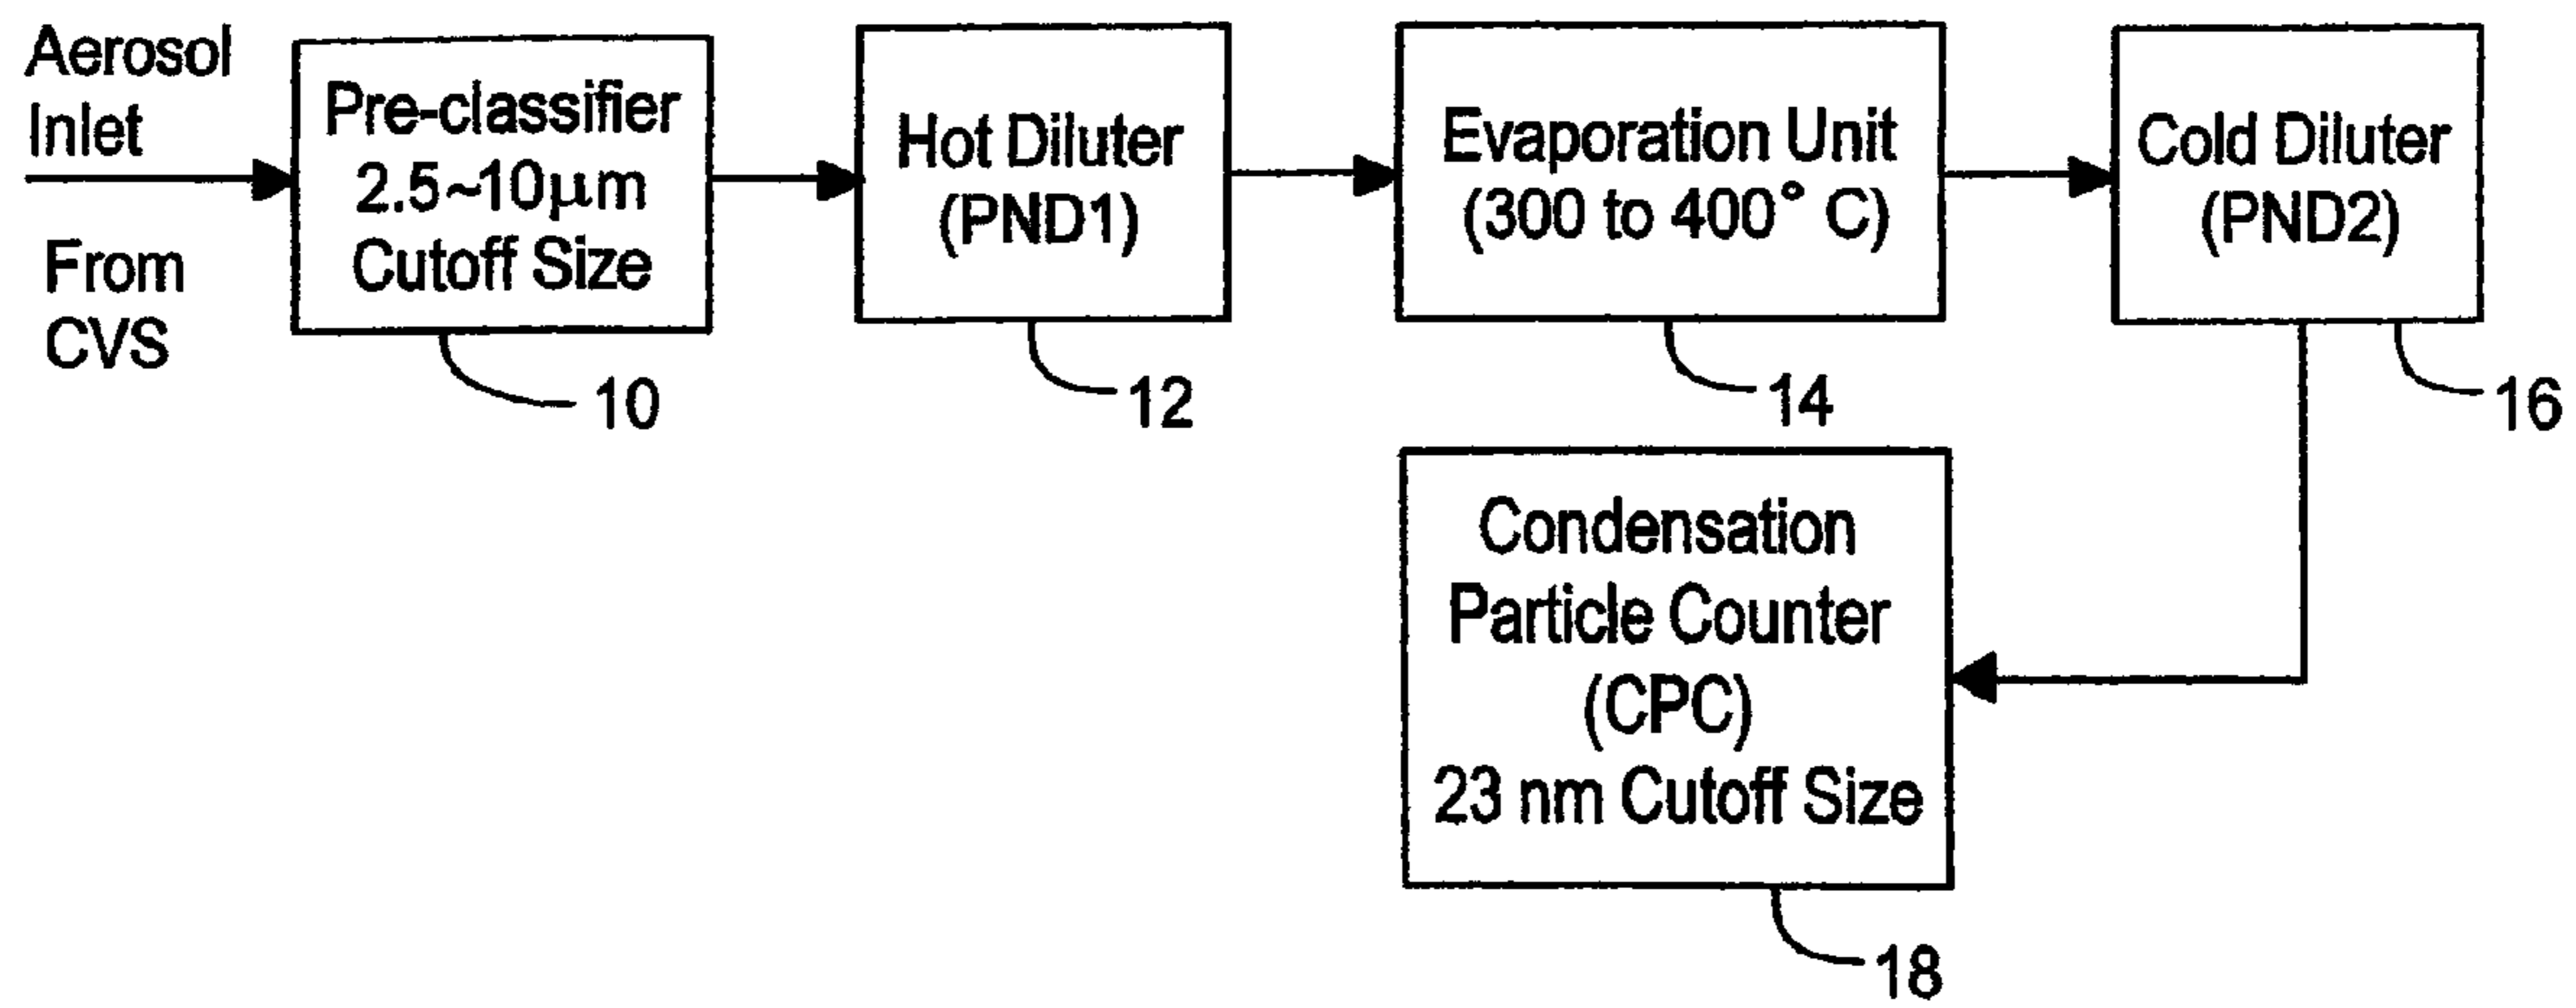 Aerosol
Inlet
From
CVS
Pre-classifier
2.5~10μm
Cutoff Size
10
Hot Diluter
(PND1)
12
Evaporation Unit
(300 to 400° C)
14
Cold Diluter
(PND2)
16
Condensation
Particle Counter
(CPC)
23 nm Cutoff Size
18